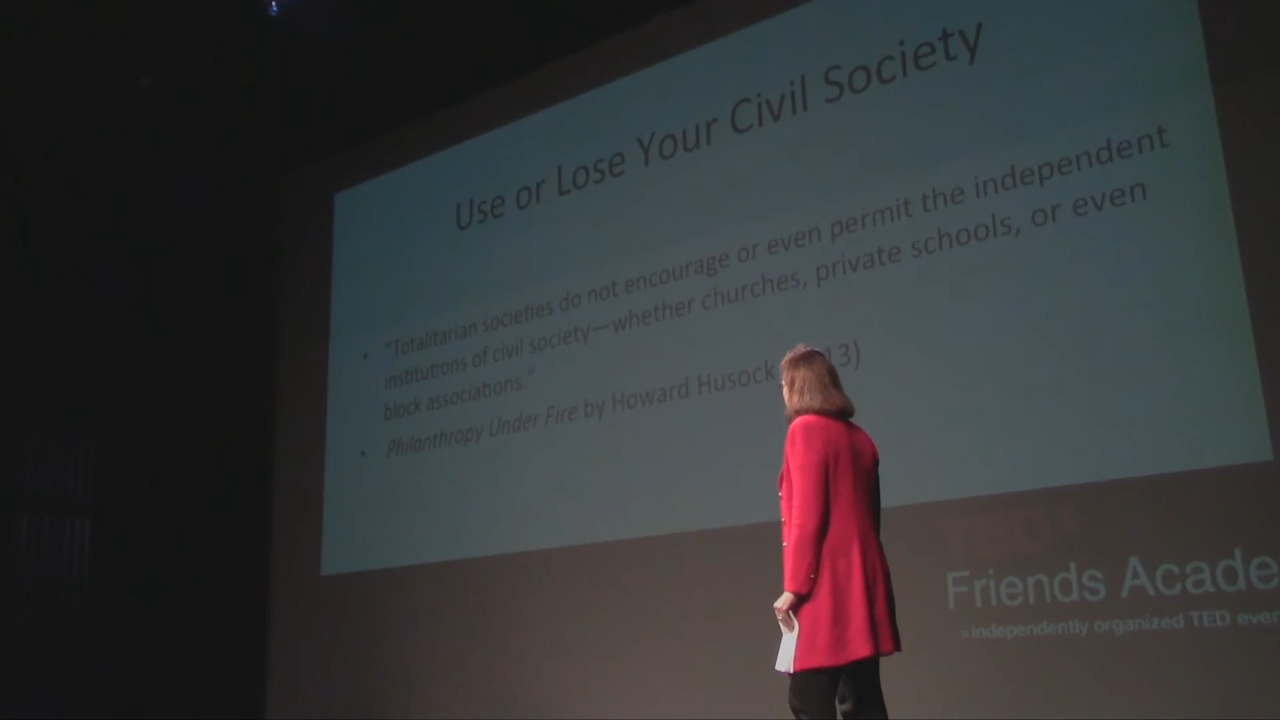 Use or Lose Your Civil Society
• “Totalitarian societies do not encourage or even permit the independent
institutions of civil society—whether churches, private schools, or even
block associations.”
• Philanthropy Under Fire by Howard Husock 13)
TEDx
Friends Acade
independently organized TED even